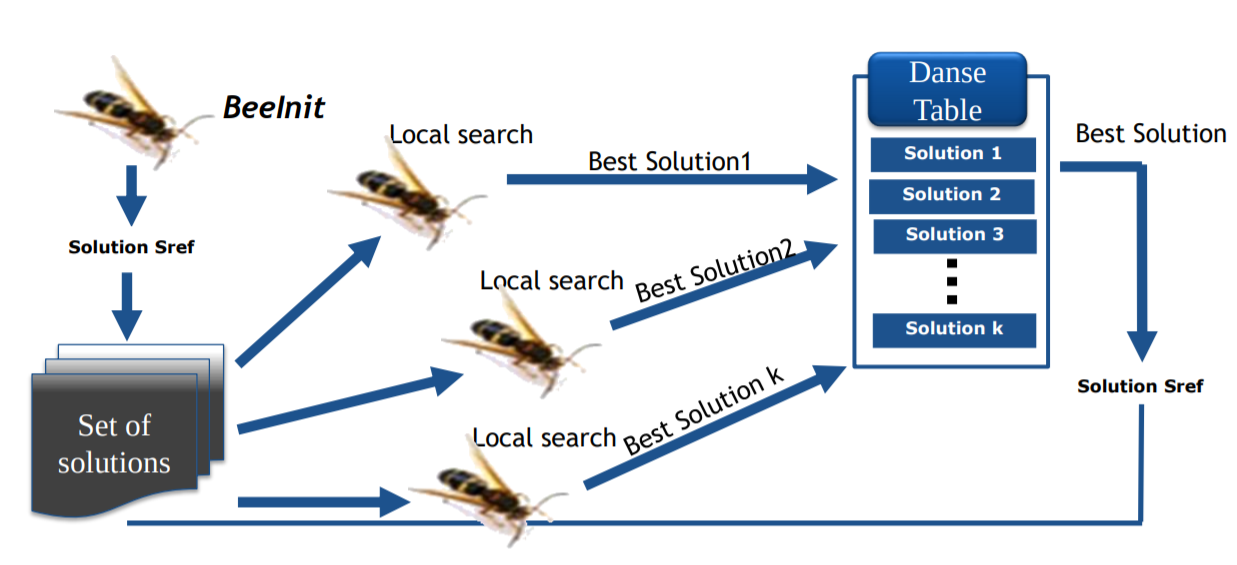 BeeInit
Solution Sref
Set of
solutions
Local search
Best Solution1
Local search
Best Solution2
Local search
Best Solution k
Danse
Table
Solution 1
Solution 2
Solution 3
Solution k
Best Solution
Solution Sref